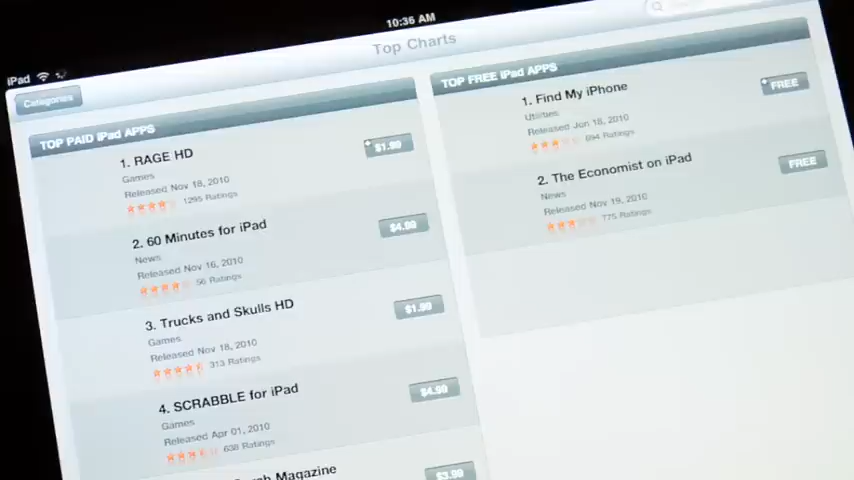 10:36 AM
iPad
Top Charts
Categories
TOP PAID iPad APPS
1. RAGE HD
Games
Released Nov 18, 2010
1295 Ratings
$1.99
2. 60 Minutes for iPad
News
Released Nov 16, 2010
56 Ratings
$4.99
3. Trucks and Skulls HD
Games
Released Nov 18, 2010
313 Ratings
$1.99
4. SCRABBLE for iPad
Games
Released Apr 01, 2010
638 Ratings
$4.99
Magazine
$3.99
TOP FREE iPad APPS
1. Find My iPhone
Utilities
Released Jun 18, 2010
694 Ratings
FREE
2. The Economist on iPad
News
Released Nov 19, 2010
775 Ratings
FREE